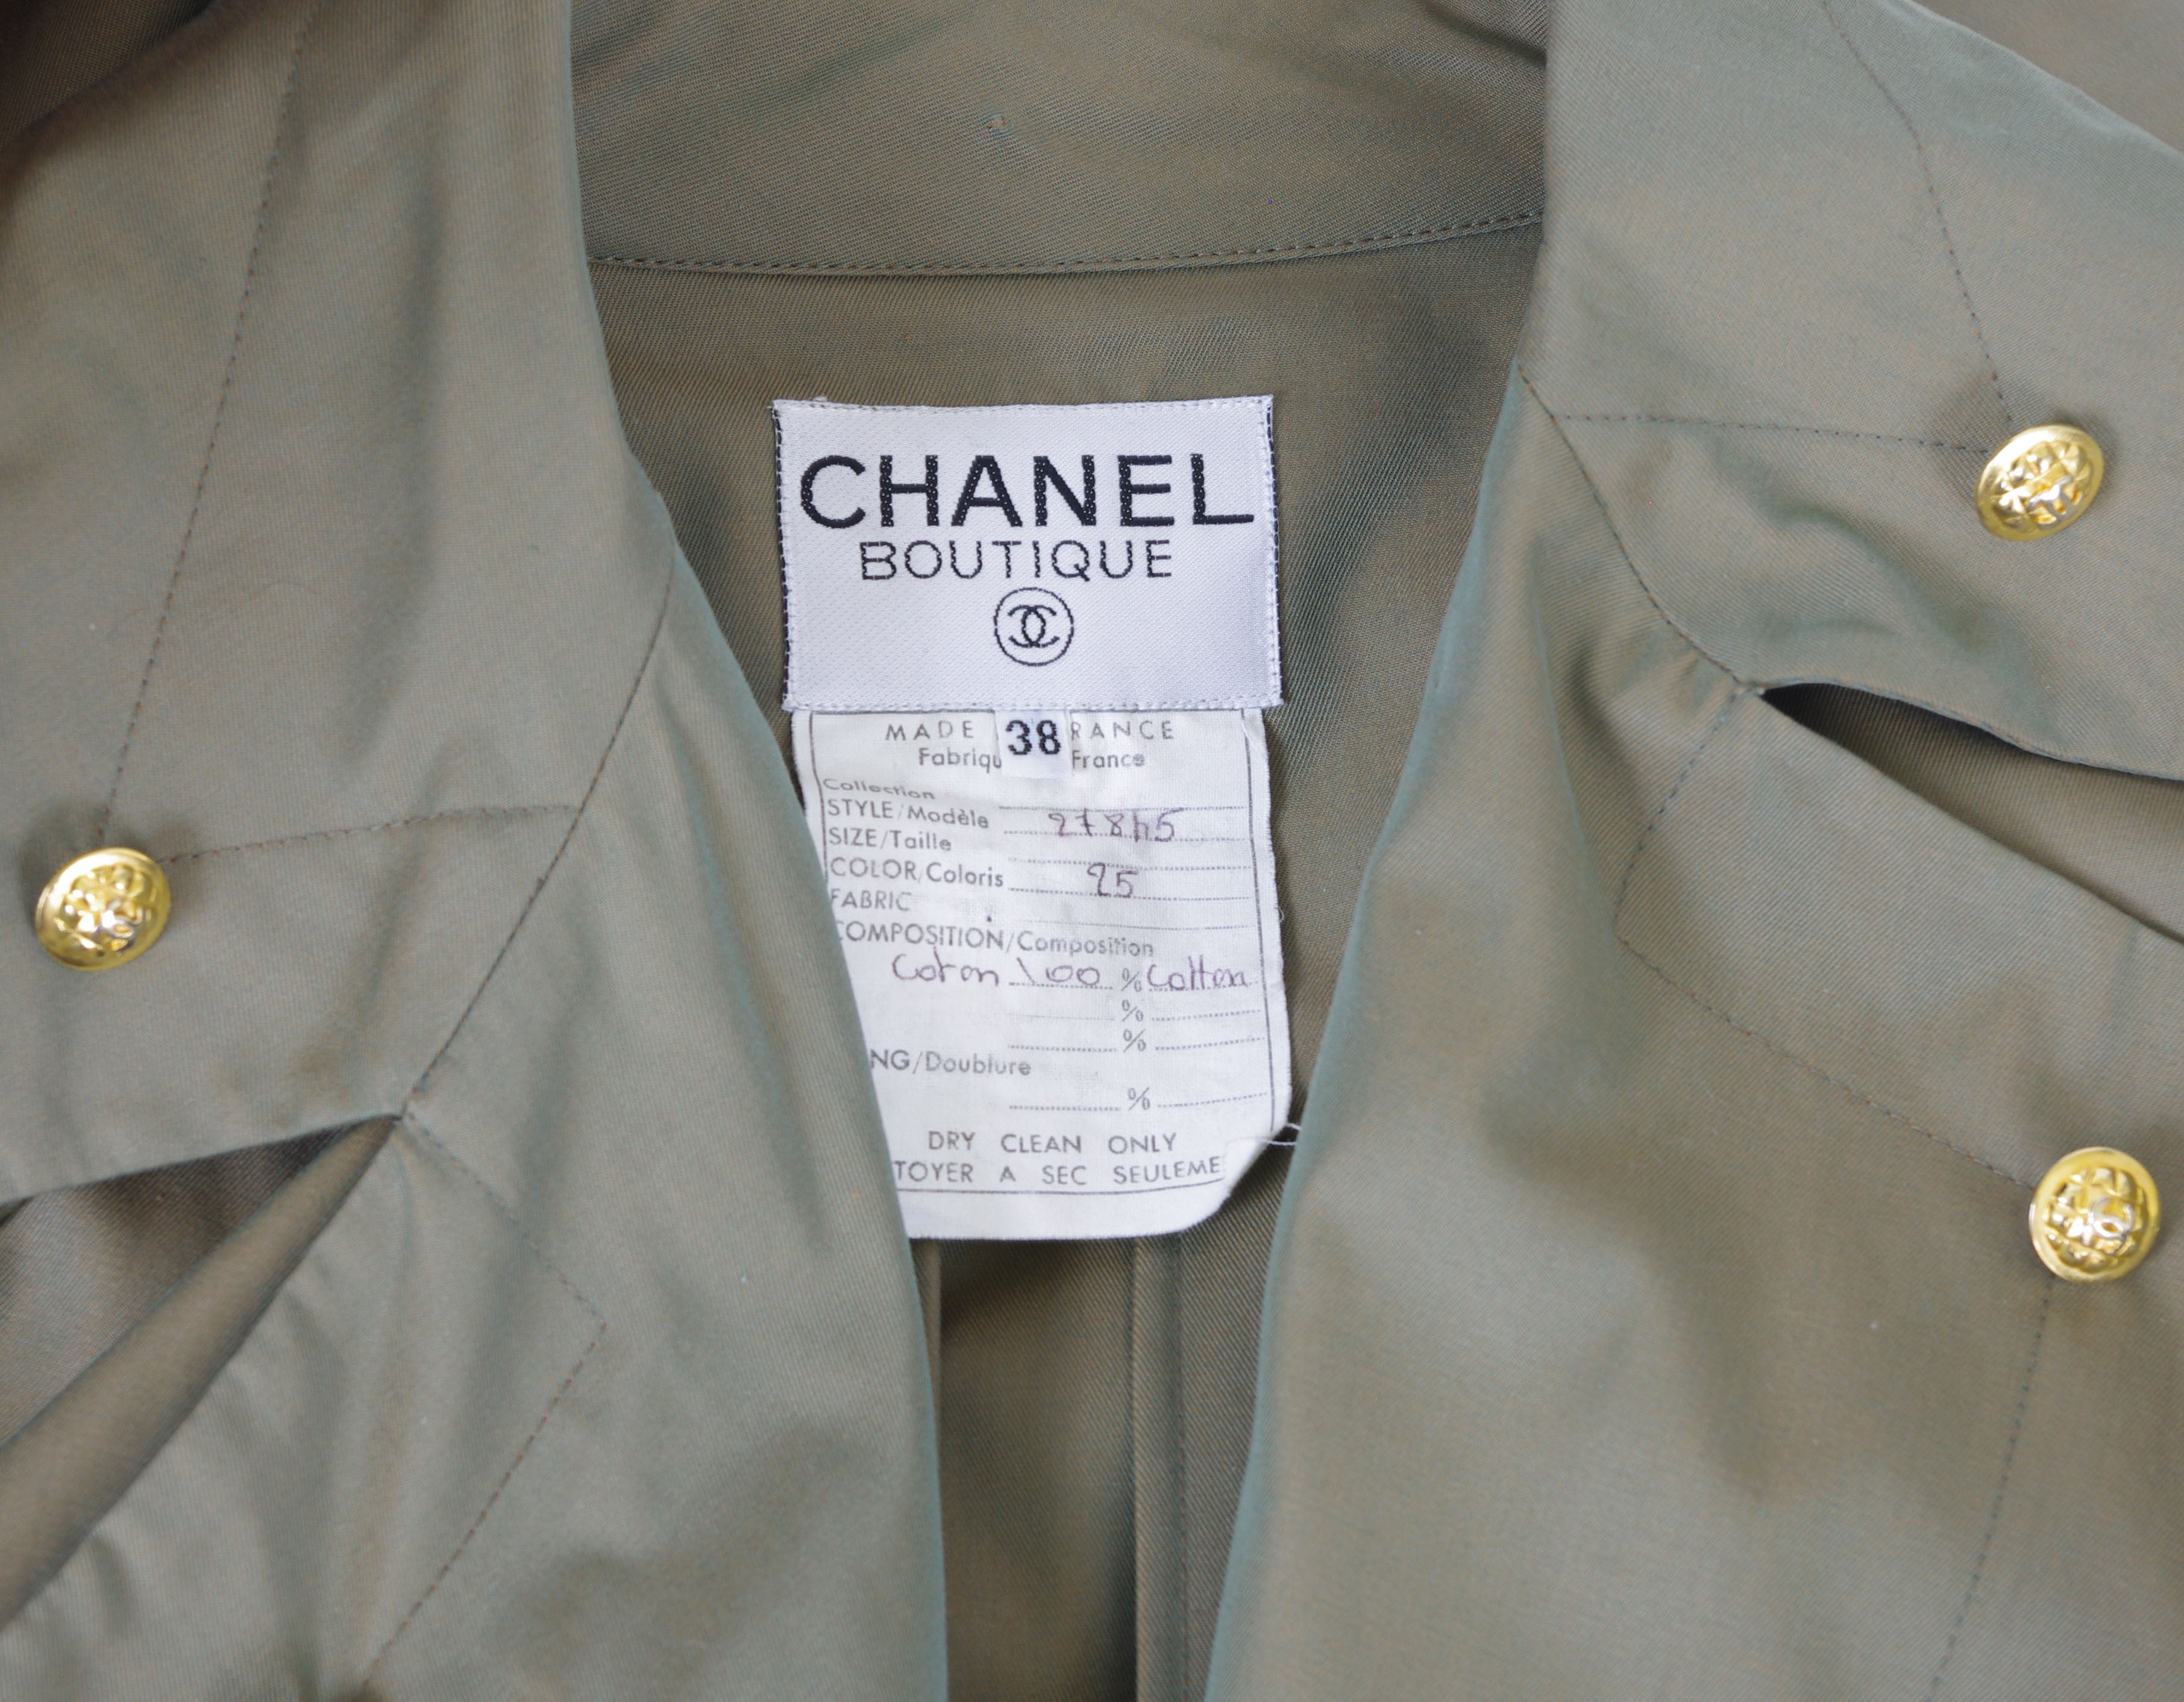 CHANEL
BOUTIQUE
MADE 38 RANCE
Fabriqu France
Collection
STYLE/Modèle 27845
SIZE/Taille
COLOR/Coloris 25
FABRIC
COMPOSITION/Composition
Coton 100 % Cotton
%
%
NG/Doublure
%
DRY CLEAN ONLY
TOYER A SEC SEULEME